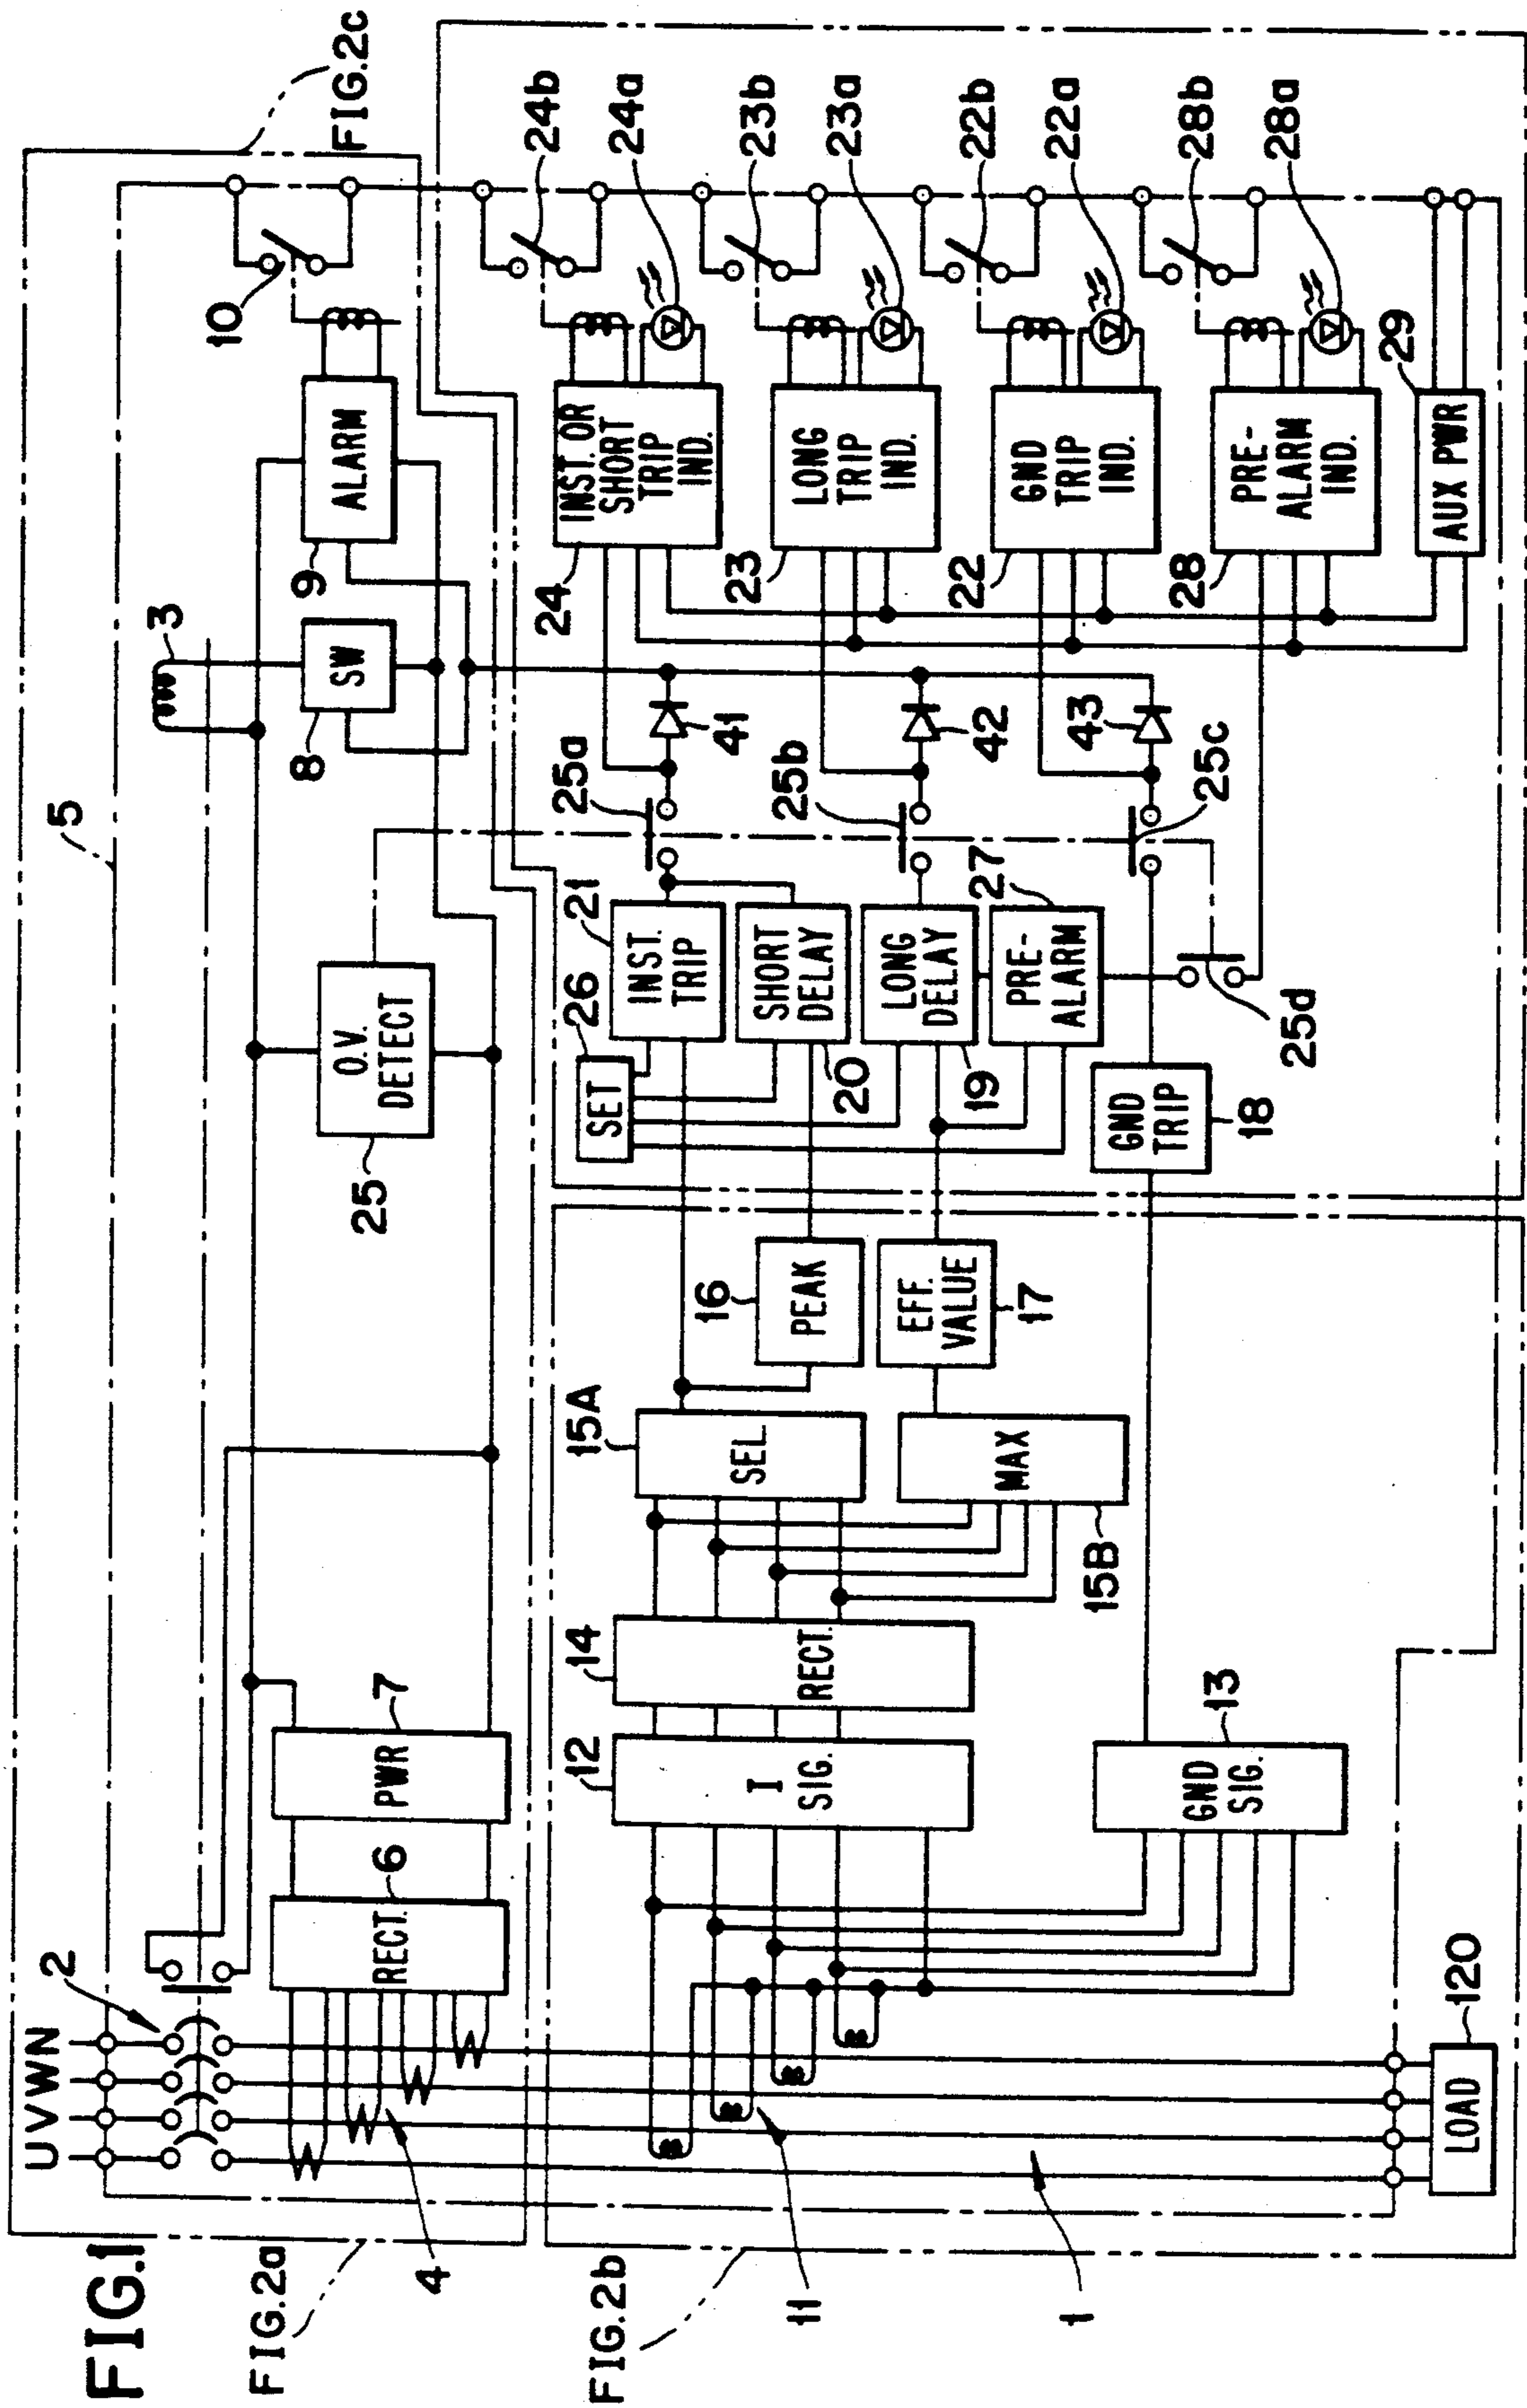 FIG.1
FIG.2a
FIG.2b
FIG.2c
U V W N
2
4
5
3
1
11
RECT.
6
PWR
7
O.V.
DETECT
25
SW
8
ALARM
9
10
I
SIG.
12
RECT.
14
SEL.
15A
MAX
15B
PEAK
16
EFF.
VALUE
17
GND
SIG.
13
GND
TRIP
18
SET
26
INST.
TRIP
21
SHORT
DELAY
20
LONG
DELAY
19
PRE-
ALARM
27
25a
25b
25c
25d
41
42
43
INST. OR
SHORT
TRIP
IND.
24
24b
24a
LONG
TRIP
IND.
23
23b
23a
GND
TRIP
IND.
22
22b
22a
PRE-
ALARM
IND.
28
28b
28a
AUX PWR
29
LOAD
120